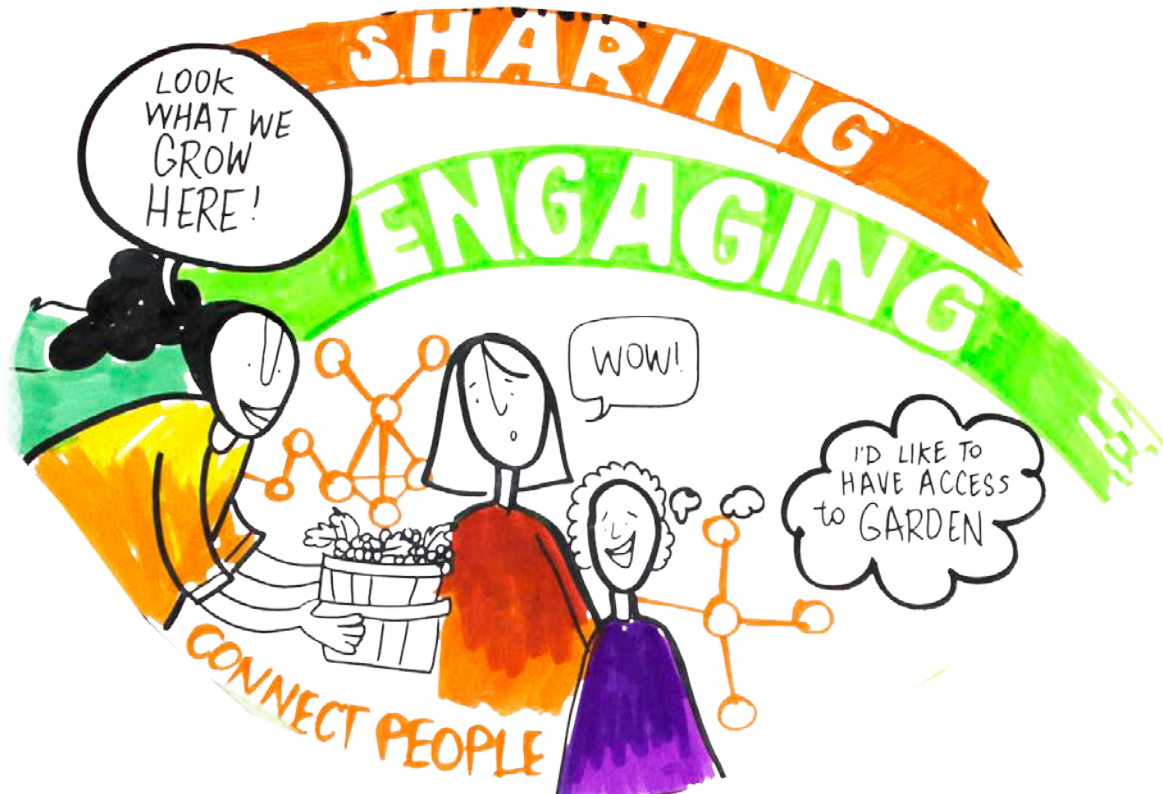 SHARING
ENGAGING
LOOK
WHAT WE
GROW
HERE!
WOW!
I'D LIKE TO
HAVE ACCESS
to GARDEN
CONNECT PEOPLE